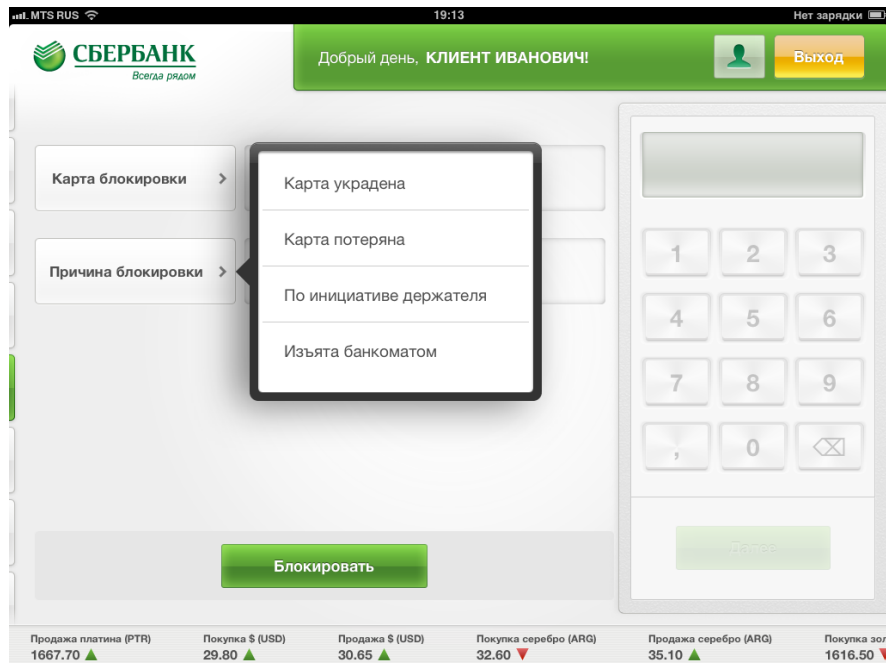 MTS RUS
19:13
Нет зарядки
СБЕРБАНК
Всегда рядом
Добрый день, КЛИЕНТ ИВАНОВИЧ!
Выход
Карта блокировки
Причина блокировки
Карта украдена
Карта потеряна
По инициативе держателя
Изъята банкоматом
1 2 3
4 5 6
7 8 9
, 0
Далее
Блокировать
Продажа платина (PTR) Покупка $ (USD) Продажа $ (USD) Покупка серебро (ARG) Продажа серебро (ARG) Покупка зол
1667.70 29.80 30.65 32.60 35.10 1616.50